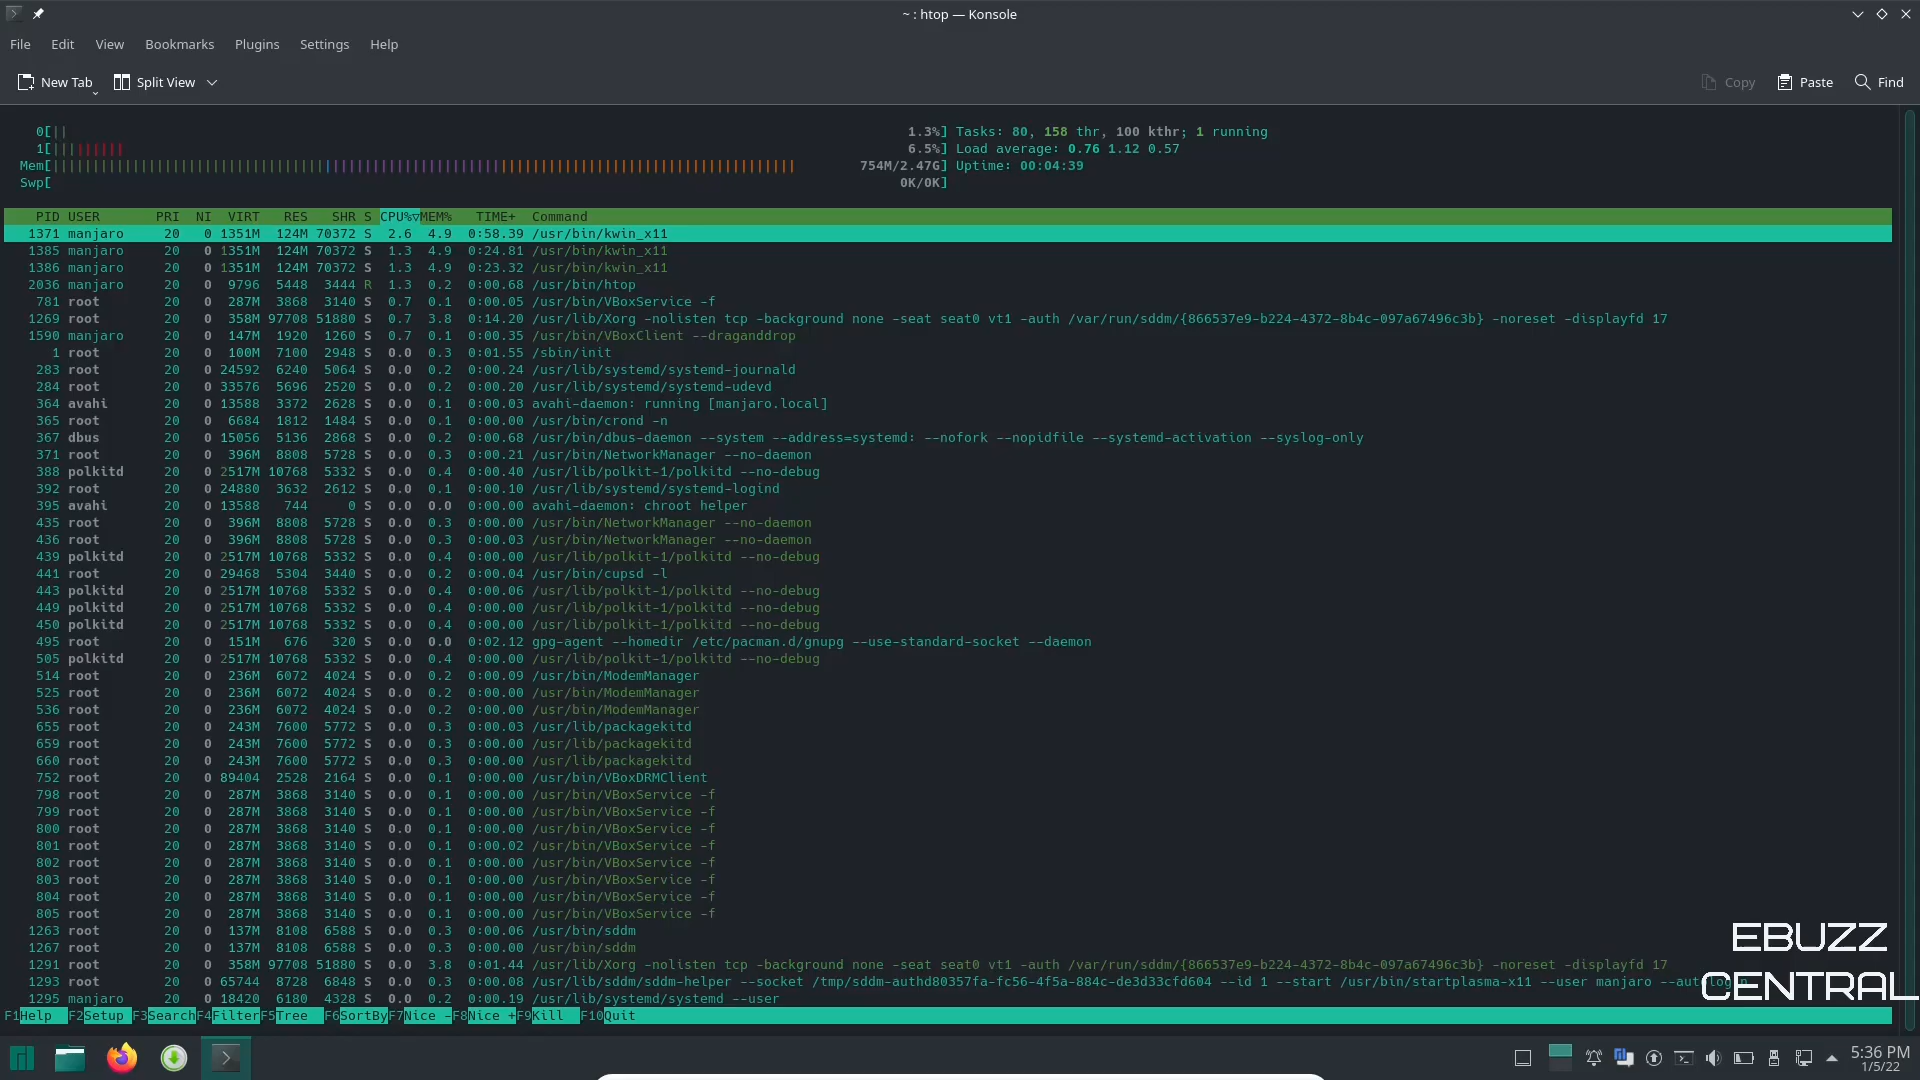 ~ : htop — Konsole
File Edit View Bookmarks Plugins Settings Help
New Tab Split View Copy Paste Find
0[|| 1.3%] Tasks: 80, 158 thr, 100 kthr; 1 running
1[||||||||| 6.5%] Load average: 0.76 1.12 0.57
Mem[ 754M/2.47G] Uptime: 00:04:39
Swp[ 0K/0K]
PID USER PRI NI VIRT RES SHR S CPU%▽MEM% TIME+ Command
1371 manjaro 20 0 1351M 124M 70372 S 2.6 4.9 0:58.39 /usr/bin/kwin_x11
1385 manjaro 20 0 1351M 124M 70372 S 1.3 4.9 0:24.81 /usr/bin/kwin_x11
1386 manjaro 20 0 1351M 124M 70372 S 1.3 4.9 0:23.32 /usr/bin/kwin_x11
2036 manjaro 20 0 9796 5448 3444 R 1.3 0.2 0:00.68 /usr/bin/htop
781 root 20 0 287M 3868 3140 S 0.7 0.1 0:00.05 /usr/bin/VBoxService -f
1269 root 20 0 358M 97708 51880 S 0.7 3.8 0:14.20 /usr/lib/Xorg -nolisten tcp -background none -seat seat0 vt1 -auth /var/run/sddm/{866537e9-b224-4372-8b4c-097a67496c3b} -noreset -displayfd 17
1590 manjaro 20 0 147M 1920 1260 S 0.7 0.1 0:00.35 /usr/bin/VBoxClient --draganddrop
1 root 20 0 100M 7100 2948 S 0.0 0.3 0:01.55 /sbin/init
283 root 20 0 24592 6240 5064 S 0.0 0.2 0:00.24 /usr/lib/systemd/systemd-journald
284 root 20 0 33576 5696 2520 S 0.0 0.2 0:00.20 /usr/lib/systemd/systemd-udevd
364 avahi 20 0 13588 3372 2628 S 0.0 0.1 0:00.03 avahi-daemon: running [manjaro.local]
365 root 20 0 6684 1812 1484 S 0.0 0.1 0:00.00 /usr/bin/crond -n
367 dbus 20 0 15056 5136 2868 S 0.0 0.2 0:00.68 /usr/bin/dbus-daemon --system --address=systemd: --nofork --nopidfile --systemd-activation --syslog-only
371 root 20 0 396M 8808 5728 S 0.0 0.3 0:00.21 /usr/bin/NetworkManager --no-daemon
388 polkitd 20 0 2517M 10768 5332 S 0.0 0.4 0:00.40 /usr/lib/polkit-1/polkitd --no-debug
392 root 20 0 24880 3632 2612 S 0.0 0.1 0:00.10 /usr/lib/systemd/systemd-logind
395 avahi 20 0 13588 744 0 S 0.0 0.0 0:00.00 avahi-daemon: chroot helper
435 root 20 0 396M 8808 5728 S 0.0 0.3 0:00.00 /usr/bin/NetworkManager --no-daemon
436 root 20 0 396M 8808 5728 S 0.0 0.3 0:00.03 /usr/bin/NetworkManager --no-daemon
439 polkitd 20 0 2517M 10768 5332 S 0.0 0.4 0:00.00 /usr/lib/polkit-1/polkitd --no-debug
441 root 20 0 29468 5304 3440 S 0.0 0.2 0:00.04 /usr/bin/cupsd -l
443 polkitd 20 0 2517M 10768 5332 S 0.0 0.4 0:00.06 /usr/lib/polkit-1/polkitd --no-debug
449 polkitd 20 0 2517M 10768 5332 S 0.0 0.4 0:00.00 /usr/lib/polkit-1/polkitd --no-debug
450 polkitd 20 0 2517M 10768 5332 S 0.0 0.4 0:00.00 /usr/lib/polkit-1/polkitd --no-debug
495 root 20 0 151M 676 320 S 0.0 0.0 0:02.12 gpg-agent --homedir /etc/pacman.d/gnupg --use-standard-socket --daemon
505 polkitd 20 0 2517M 10768 5332 S 0.0 0.4 0:00.00 /usr/lib/polkit-1/polkitd --no-debug
514 root 20 0 236M 6072 4024 S 0.0 0.2 0:00.09 /usr/bin/ModemManager
525 root 20 0 236M 6072 4024 S 0.0 0.2 0:00.00 /usr/bin/ModemManager
536 root 20 0 236M 6072 4024 S 0.0 0.2 0:00.00 /usr/bin/ModemManager
655 root 20 0 243M 7600 5772 S 0.0 0.3 0:00.03 /usr/lib/packagekitd
659 root 20 0 243M 7600 5772 S 0.0 0.3 0:00.00 /usr/lib/packagekitd
660 root 20 0 243M 7600 5772 S 0.0 0.3 0:00.00 /usr/lib/packagekitd
752 root 20 0 89404 2528 2164 S 0.0 0.1 0:00.00 /usr/bin/VBoxDRMClient
798 root 20 0 287M 3868 3140 S 0.0 0.1 0:00.00 /usr/bin/VBoxService -f
799 root 20 0 287M 3868 3140 S 0.0 0.1 0:00.00 /usr/bin/VBoxService -f
800 root 20 0 287M 3868 3140 S 0.0 0.1 0:00.00 /usr/bin/VBoxService -f
801 root 20 0 287M 3868 3140 S 0.0 0.1 0:00.02 /usr/bin/VBoxService -f
802 root 20 0 287M 3868 3140 S 0.0 0.1 0:00.00 /usr/bin/VBoxService -f
803 root 20 0 287M 3868 3140 S 0.0 0.1 0:00.00 /usr/bin/VBoxService -f
804 root 20 0 287M 3868 3140 S 0.0 0.1 0:00.00 /usr/bin/VBoxService -f
805 root 20 0 287M 3868 3140 S 0.0 0.1 0:00.00 /usr/bin/VBoxService -f
1263 root 20 0 137M 8108 6588 S 0.0 0.3 0:00.06 /usr/bin/sddm
1267 root 20 0 137M 8108 6588 S 0.0 0.3 0:00.00 /usr/bin/sddm
1291 root 20 0 358M 97708 51880 S 0.0 3.8 0:01.44 /usr/lib/Xorg -nolisten tcp -background none -seat seat0 vt1 -auth /var/run/sddm/{866537e9-b224-4372-8b4c-097a67496c3b} -noreset -displayfd 17
1293 root 20 0 65744 8728 6848 S 0.0 0.3 0:00.08 /usr/lib/sddm/sddm-helper --socket /tmp/sddm-authd80357fa-fc56-4f5a-884c-de3d33cfd604 --id 1 --start /usr/bin/startplasma-x11 --user manjaro --autologin
1295 manjaro 20 0 18420 6180 4328 S 0.0 0.2 0:00.19 /usr/lib/systemd/systemd --user
F1Help F2Setup F3SearchF4FilterF5Tree F6SortByF7Nice -F8Nice +F9Kill F10Quit
EBUZZ
CENTRAL
5:36 PM
1/5/22